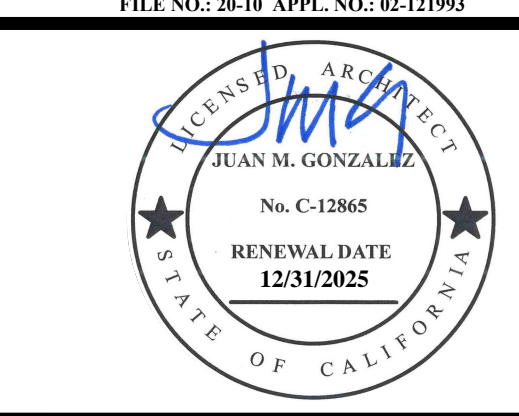 FILE NO.: 20-10 APPL. NO.: 02-121993
LICENSED ARCHITECT
JUAN M. GONZALEZ
No. C-12865
RENEWAL DATE
12/31/2025
STATE OF CALIFORNIA